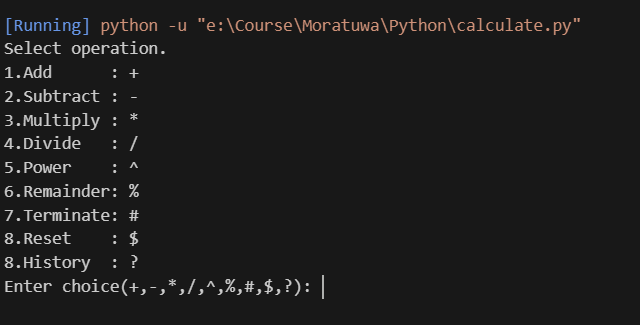 [Running] python -u "e:\Course\Moratuwa\Python\calculate.py"
Select operation.
1.Add      : +
2.Subtract : -
3.Multiply : *
4.Divide   : /
5.Power    : ^
6.Remainder: %
7.Terminate: #
8.Reset    : $
8.History  : ?
Enter choice(+,-,*,/,^,%,#,$,?):